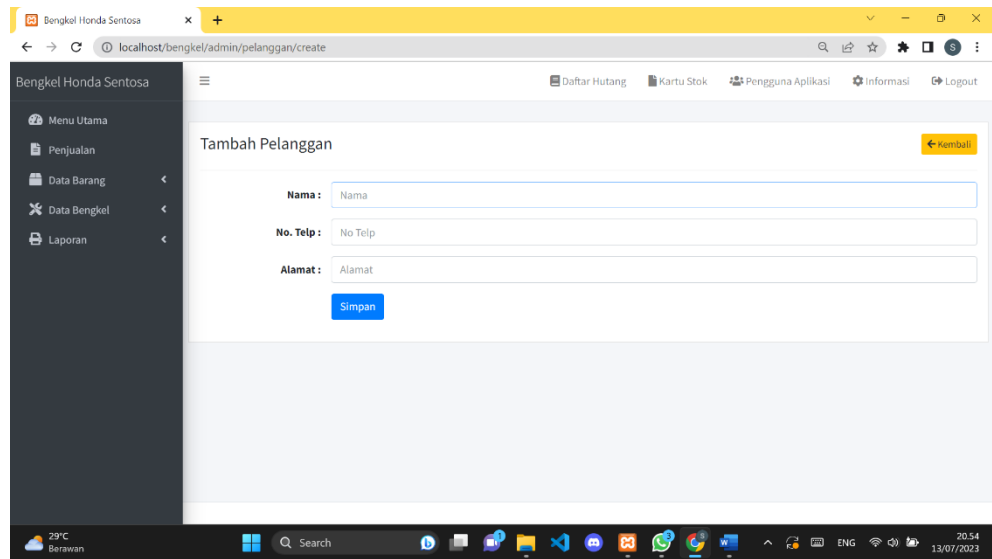 Bengkel Honda Sentosa
localhost/bengkel/admin/pelanggan/create
S
Bengkel Honda Sentosa
Daftar Hutang
Kartu Stok
Pengguna Aplikasi
Informasi
Logout
Menu Utama
Penjualan
Data Barang
Data Bengkel
Laporan
Tambah Pelanggan
Kembali
Nama :
Nama
No. Telp :
No Telp
Alamat :
Alamat
Simpan
29°C
Berawan
Search
ENG
20.54
13/07/2023